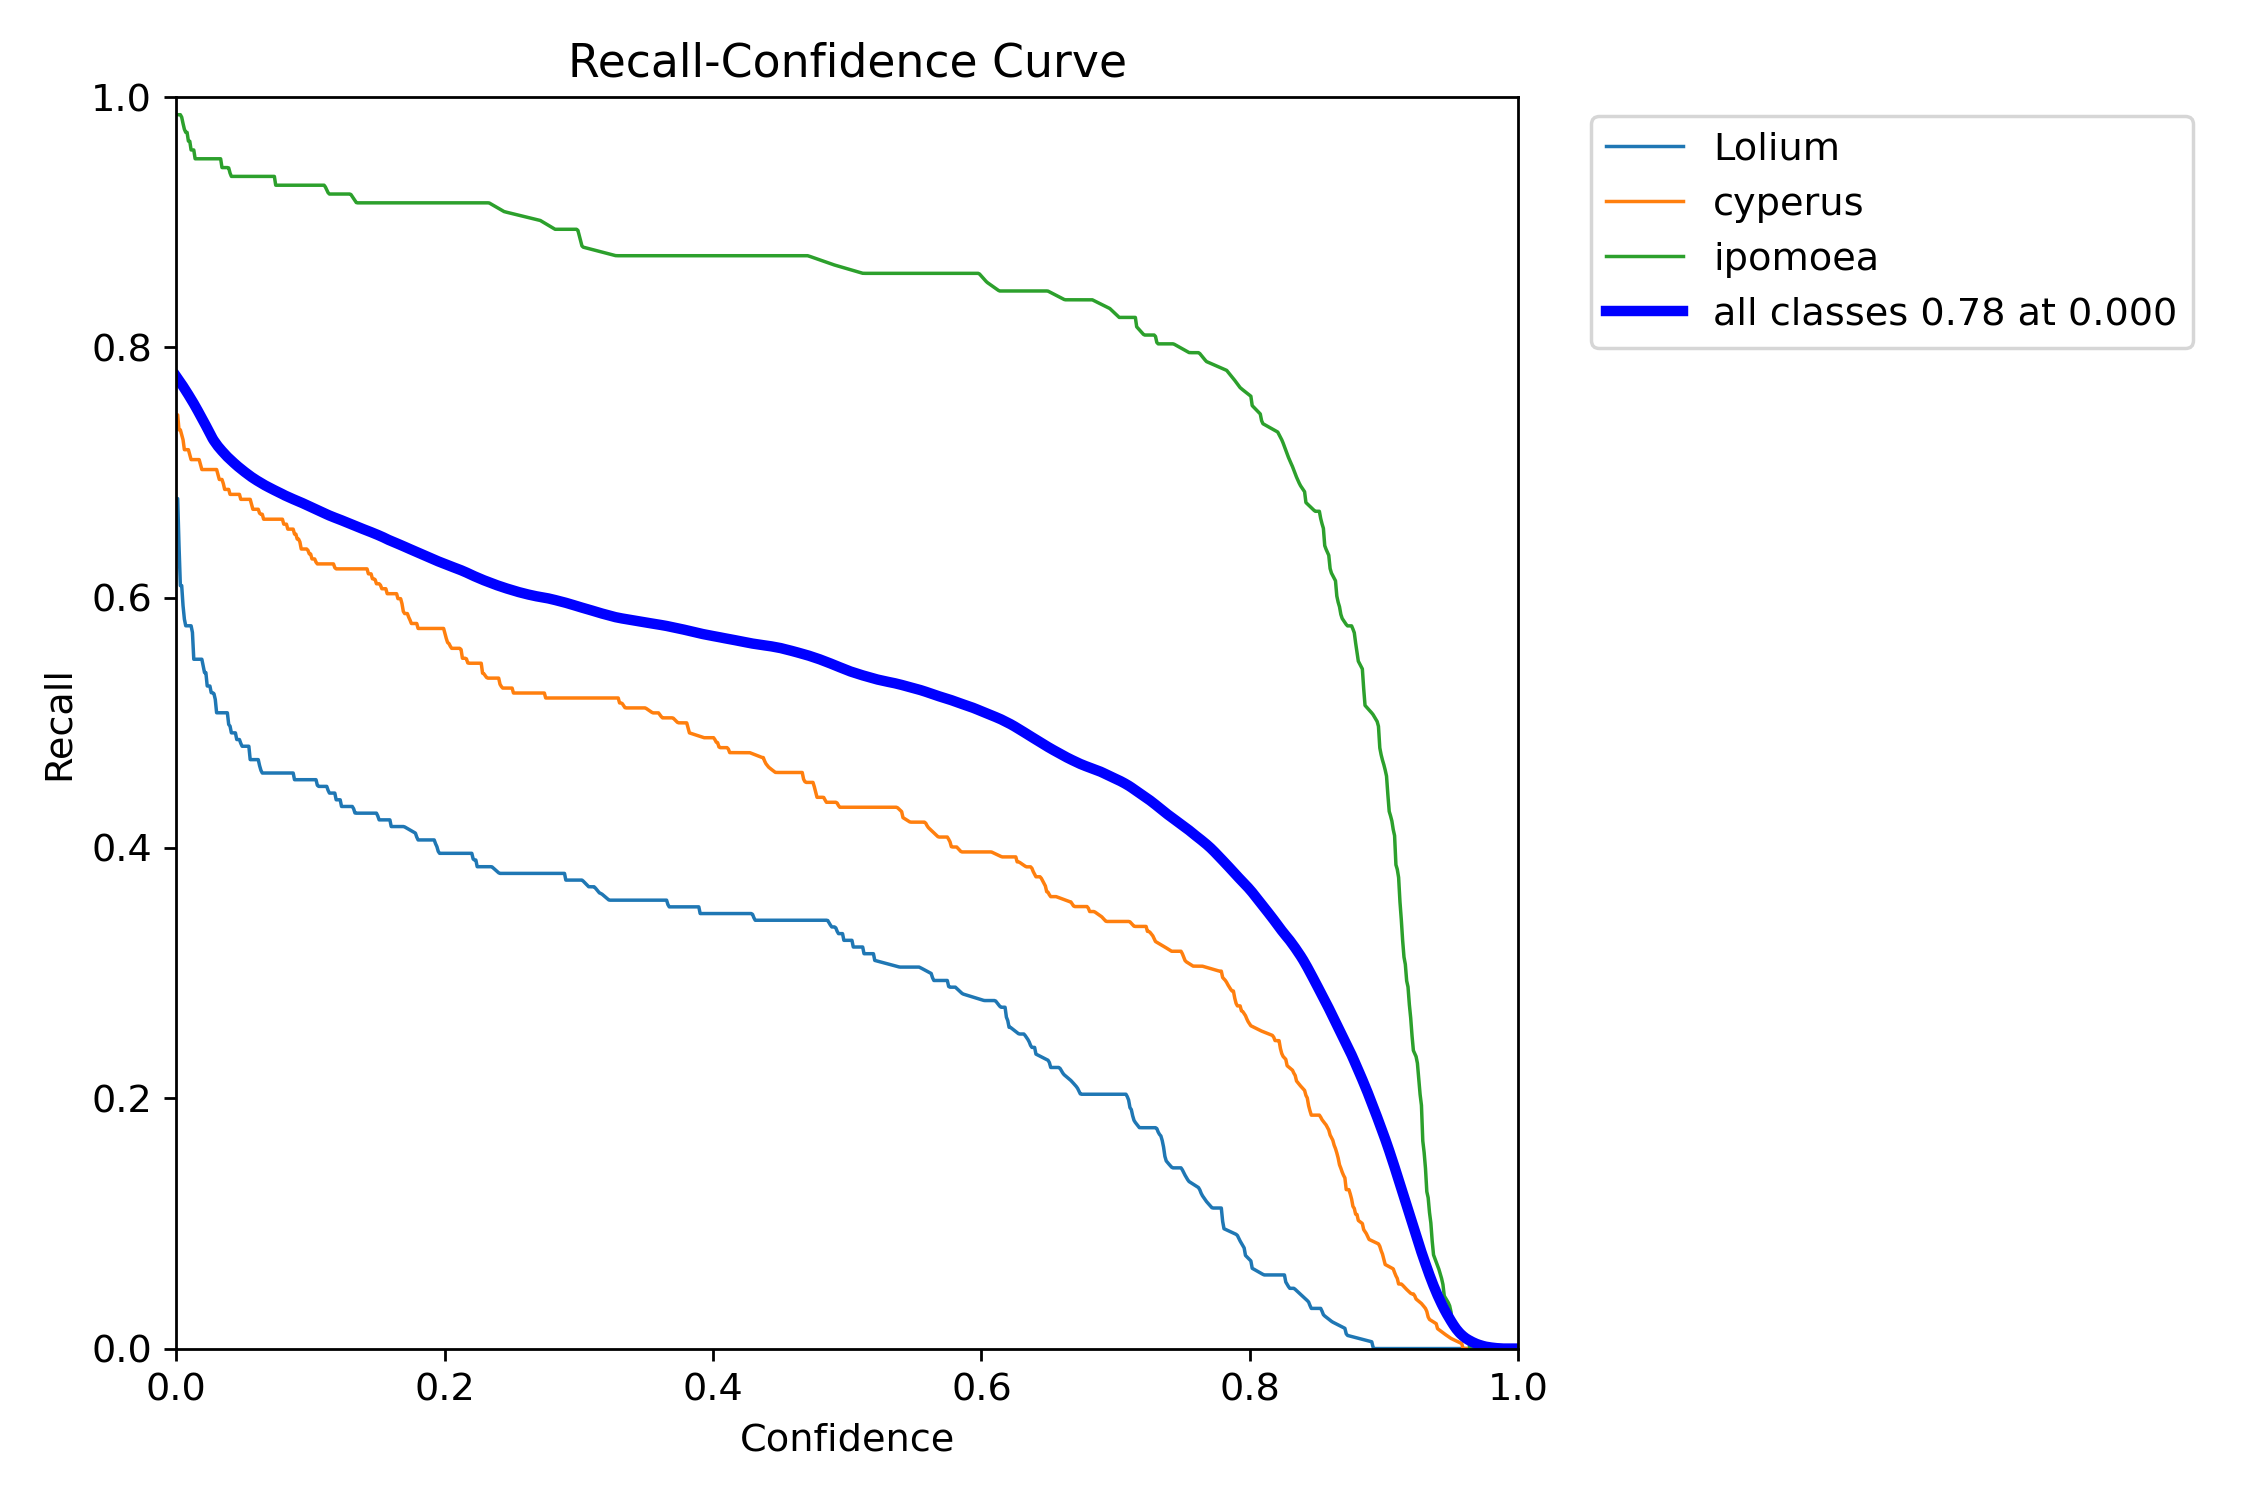 Recall-Confidence Curve
1.0
0.8
0.6
0.4
0.2
0.0
Recall
0.0 0.2 0.4 0.6 0.8 1.0
Confidence
Lolium
cyperus
ipomoea
all classes 0.78 at 0.000